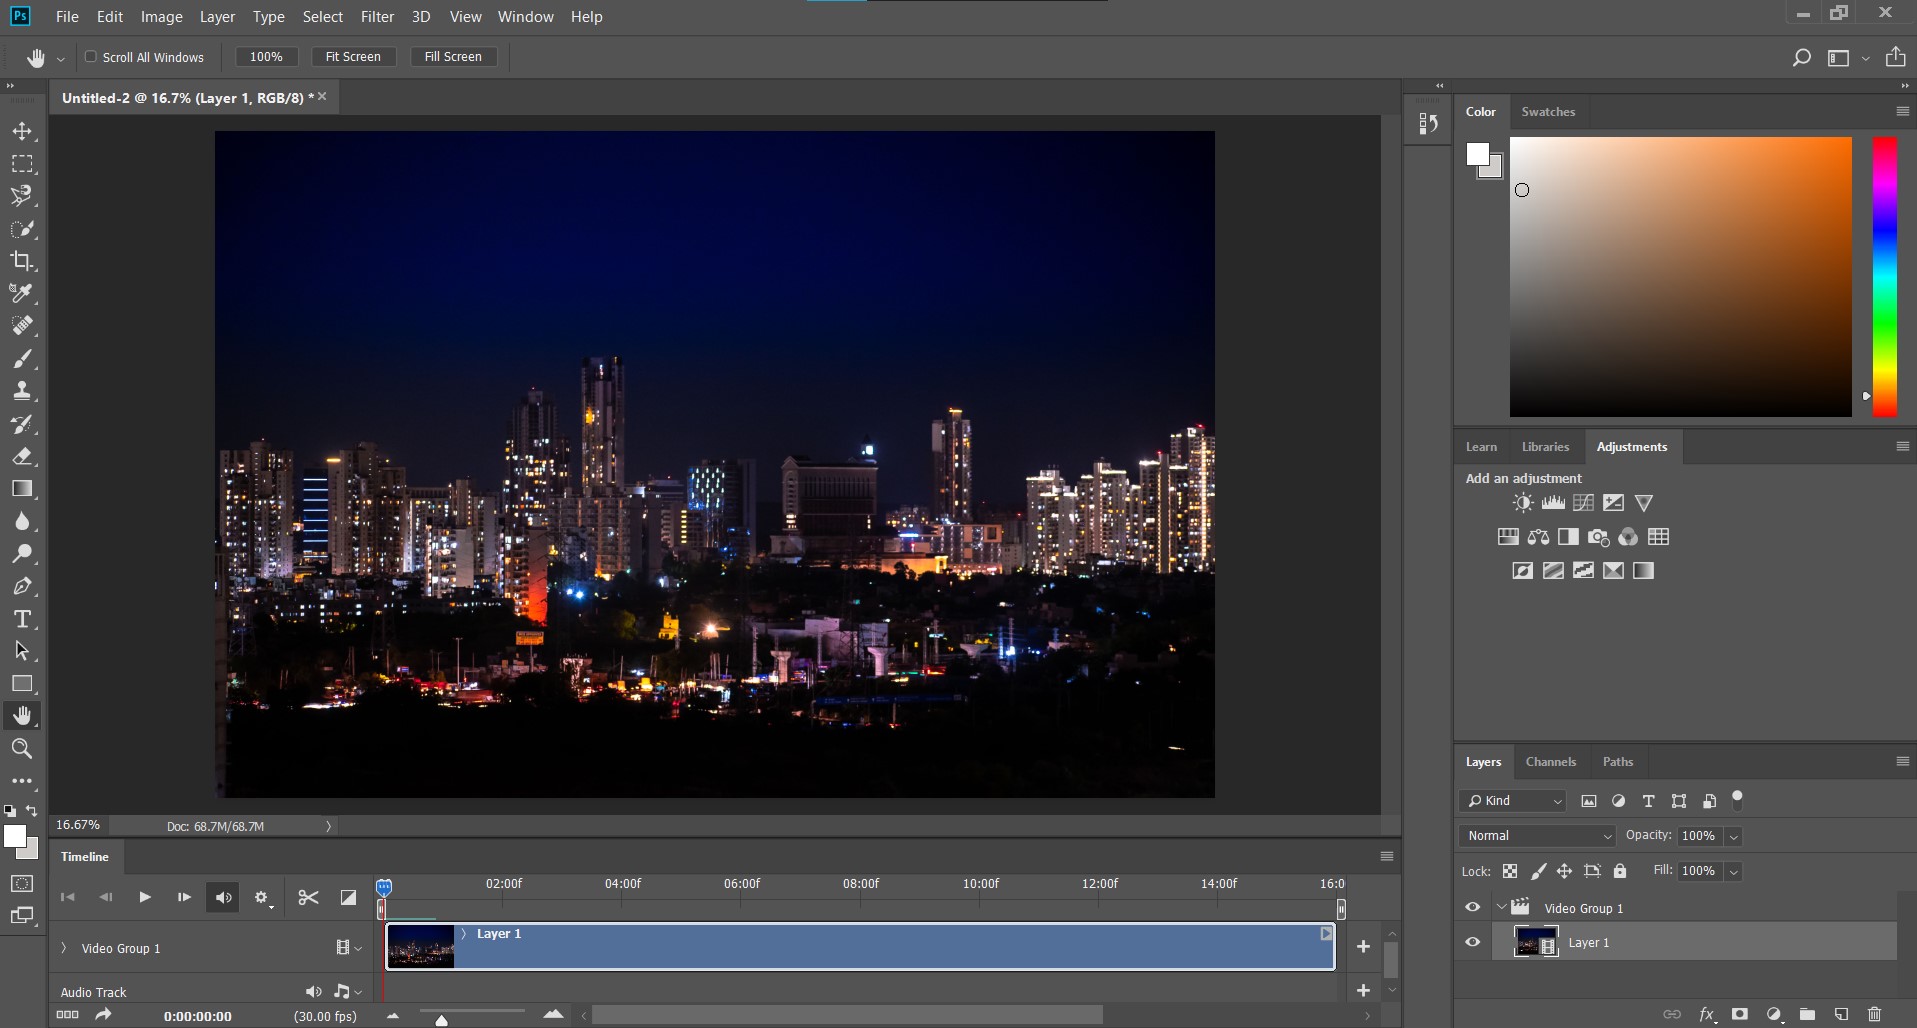 Ps File Edit Image Layer Type Select Filter 3D View Window Help
Scroll All Windows 100% Fit Screen Fill Screen
Untitled-2 @ 16.7% (Layer 1, RGB/8) *
Color Swatches
Learn Libraries Adjustments
Add an adjustment
Layers Channels Paths
Kind
Normal Opacity: 100%
Lock: Fill: 100%
Video Group 1
Layer 1
fx
16.67% Doc: 68.7M/68.7M
Timeline
02:00f 04:00f 06:00f 08:00f 10:00f 12:00f 14:00f 16:0
Layer 1
Video Group 1
Audio Track
0:00:00:00 (30.00 fps)